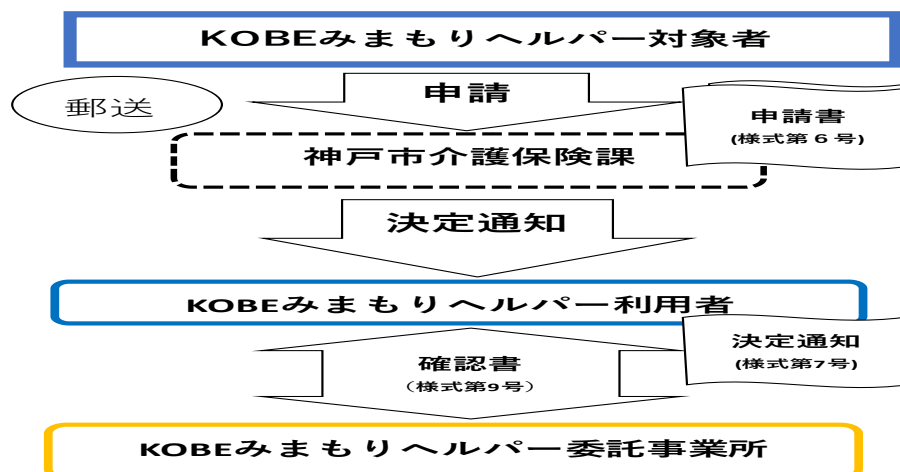 KOBEみまもりヘルパー対象者
郵送
申請
申請書
(様式第６号)
神戸市介護保険課
決定通知
KOBEみまもりヘルパー利用者
決定通知
(様式第7号)
確認書
（様式第9号）
KOBEみまもりヘルパー委託事業所